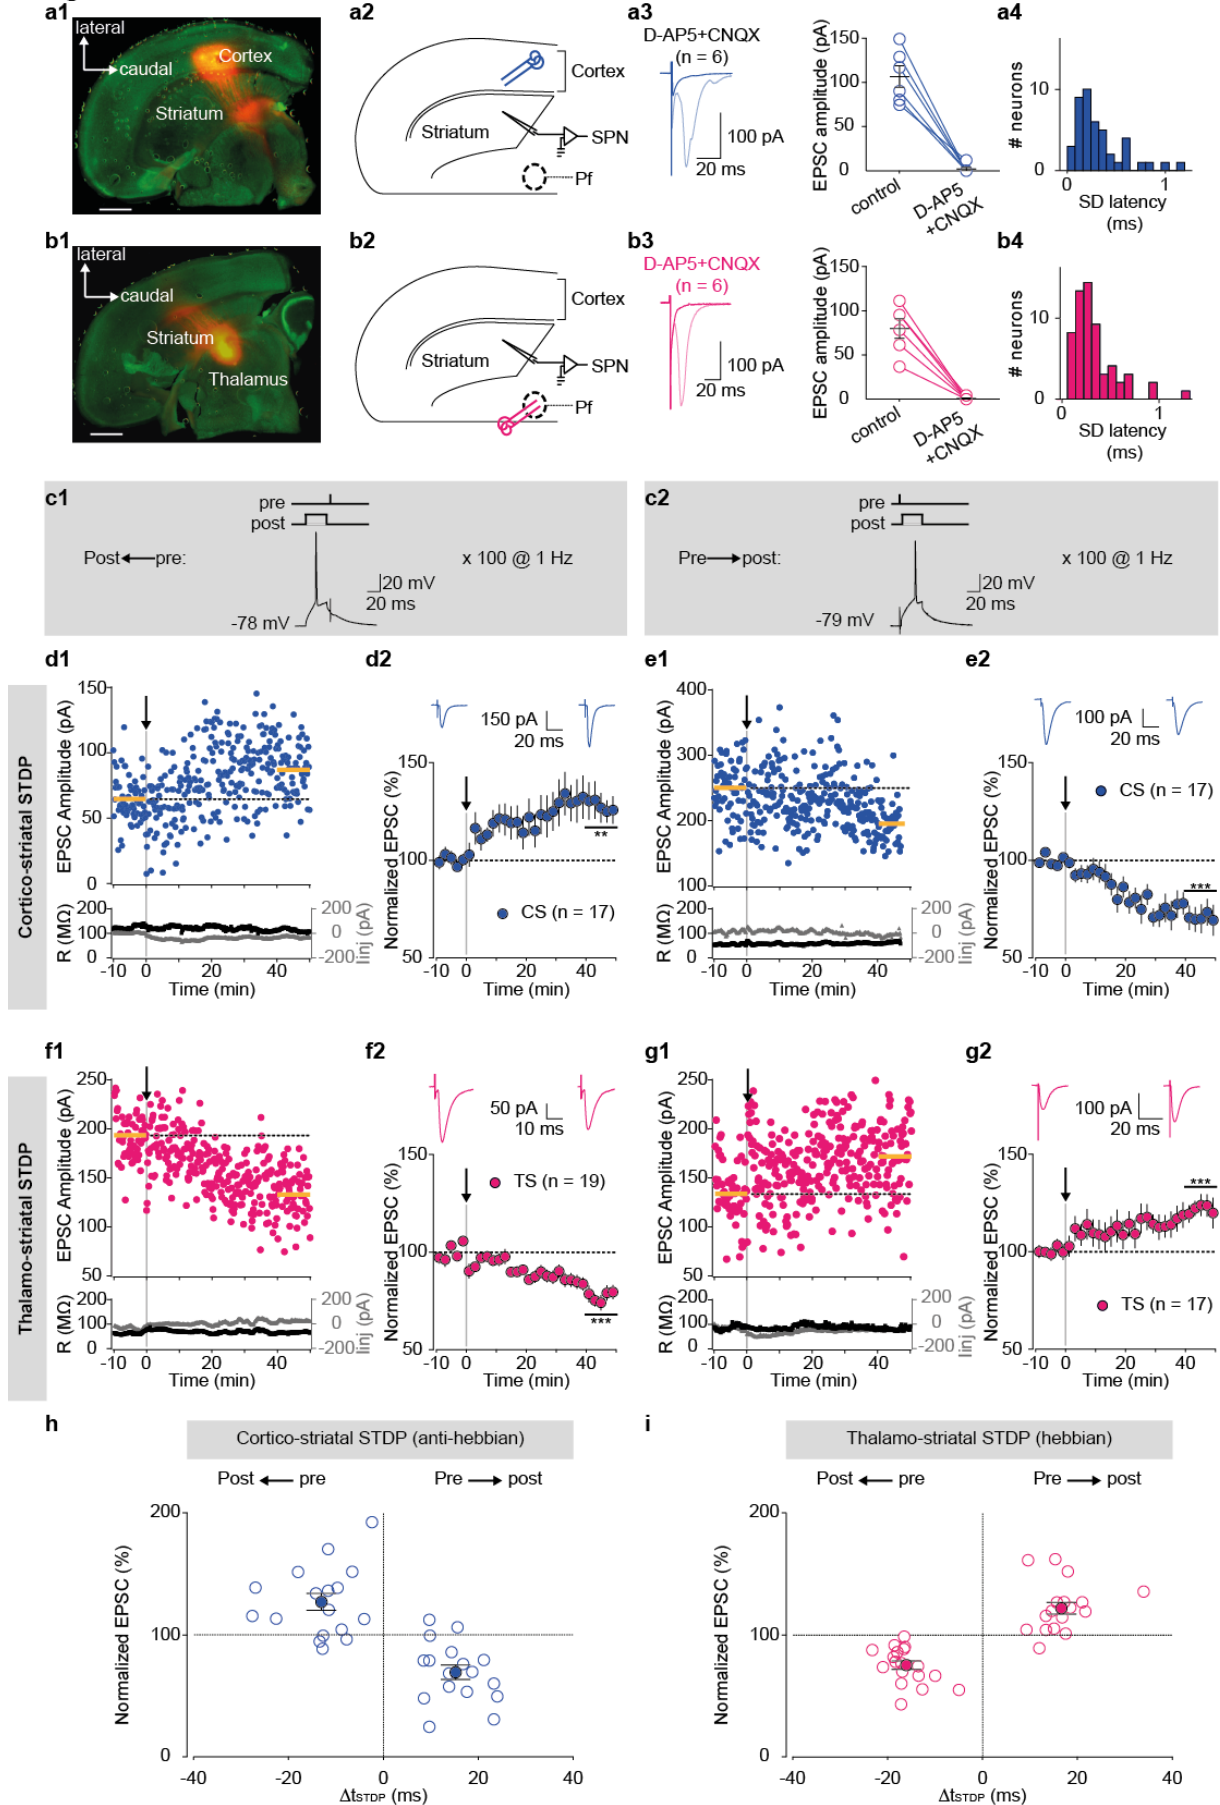 a1
lateral
caudal
Cortex
Striatum
a2
Cortex
Striatum
SPN
Pf
a3
D-AP5+CNQX
(n = 6)
100 pA
20 ms
EPSC amplitude (pA)
150
100
50
0
control
D-AP5
+CNQX
a4
# neurons
10
0
0
1
SD latency
(ms)
b1
lateral
caudal
Striatum
Thalamus
b2
Cortex
Striatum
SPN
Pf
b3
D-AP5+CNQX
(n = 6)
100 pA
20 ms
EPSC amplitude (pA)
150
100
50
0
control
D-AP5
+CNQX
b4
# neurons
10
0
0
1
SD latency
(ms)
c1
pre
post
Post
pre:
x 100 @ 1 Hz
20 mV
20 ms
-78 mV
c2
pre
post
Pre
post:
x 100 @ 1 Hz
20 mV
20 ms
-79 mV
Cortico-striatal STDP
d1
EPSC Amplitude (pA)
150
100
50
0
R (MΩ)
200
100
0
200
0
-200
Iinj (pA)
-10 0 20 40
Time (min)
d2
150 pA
20 ms
Normalized EPSC (%)
150
100
50
**
CS (n = 17)
-10 0 20 40
Time (min)
e1
EPSC Amplitude (pA)
400
300
200
100
R (MΩ)
200
100
0
200
0
-200
Iinj (pA)
-10 0 20 40
Time (min)
e2
100 pA
20 ms
Normalized EPSC (%)
150
100
50
CS (n = 17)
***
-10 0 20 40
Time (min)
Thalamo-striatal STDP
f1
EPSC Amplitude (pA)
250
200
150
100
50
R (MΩ)
200
100
0
200
0
-200
Iinj (pA)
-10 0 20 40
Time (min)
f2
50 pA
10 ms
Normalized EPSC (%)
150
100
50
TS (n = 19)
***
-10 0 20 40
Time (min)
g1
EPSC Amplitude (pA)
250
200
150
100
50
R (MΩ)
200
100
0
200
0
-200
Iinj (pA)
-10 0 20 40
Time (min)
g2
100 pA
20 ms
Normalized EPSC (%)
150
100
50
***
TS (n = 17)
-10 0 20 40
Time (min)
h
Cortico-striatal STDP (anti-hebbian)
Post
pre
Pre
post
Normalized EPSC (%)
200
100
0
-40 -20 0 20 40
ΔtSTDP (ms)
i
Thalamo-striatal STDP (hebbian)
Post
pre
Pre
post
Normalized EPSC (%)
200
100
0
-40 -20 0 20 40
ΔtSTDP (ms)